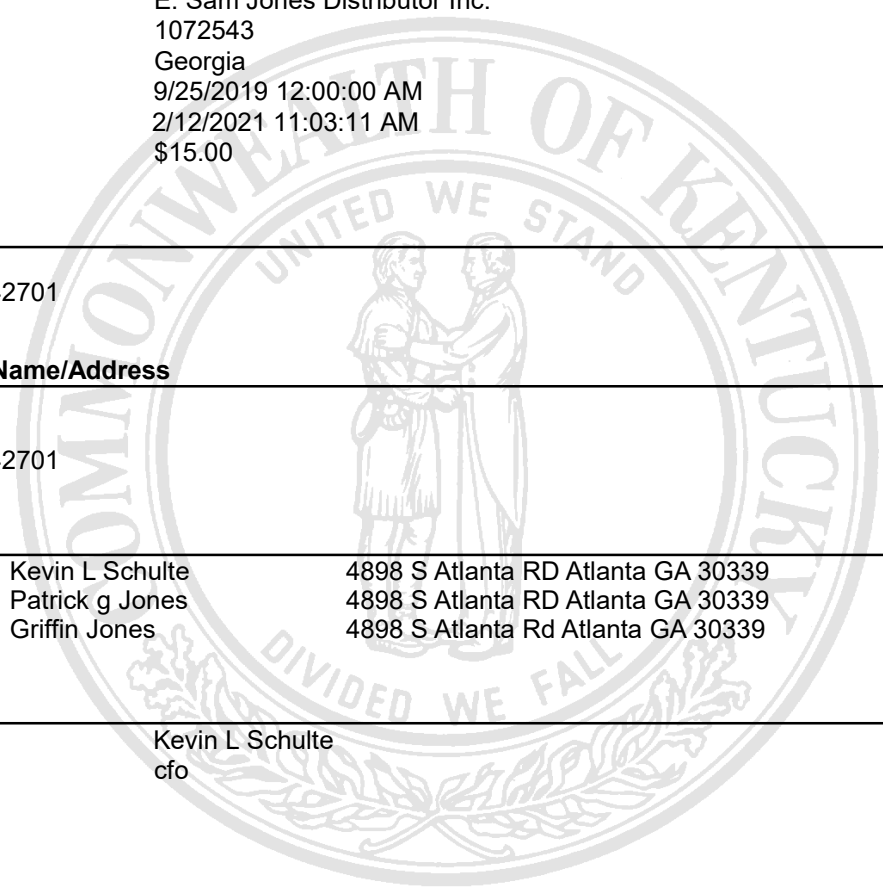 E. Sam Jones Distributor Inc.
1072543
Georgia
9/25/2019 12:00:00 AM
2/12/2021 11:03:11 AM
$15.00
COMMONWEALTH OF KENTUCKY
UNITED WE STAND
2701
Name/Address
2701
Kevin L Schulte 4898 S Atlanta RD Atlanta GA 30339
Patrick g Jones 4898 S Atlanta RD Atlanta GA 30339
Griffin Jones 4898 S Atlanta Rd Atlanta GA 30339
DIVIDED WE FALL
Kevin L Schulte
cfo